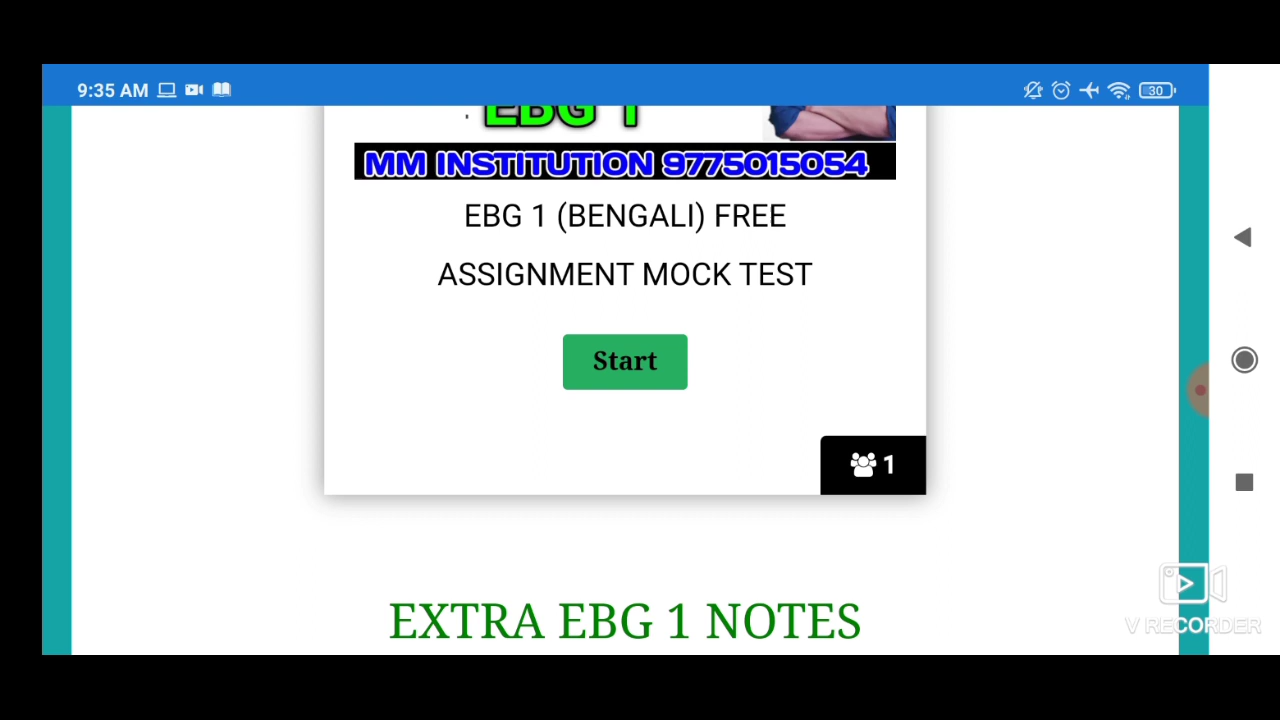 9:35 AM
30
EBG 1
MM INSTITUTION 9775015054
EBG 1 (BENGALI) FREE
ASSIGNMENT MOCK TEST
Start
1
EXTRA EBG 1 NOTES
V RECORDER